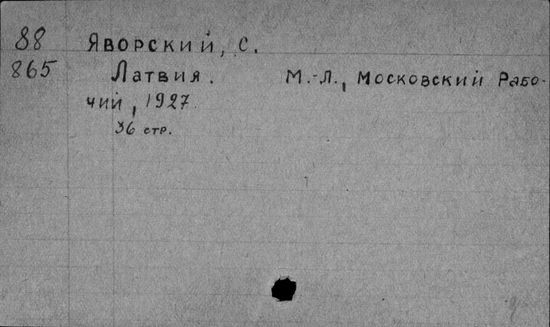 88 Яворский, С.
865 Латвия. М.-Л., Московский Рабо-
чий, 1927.
36 стр.